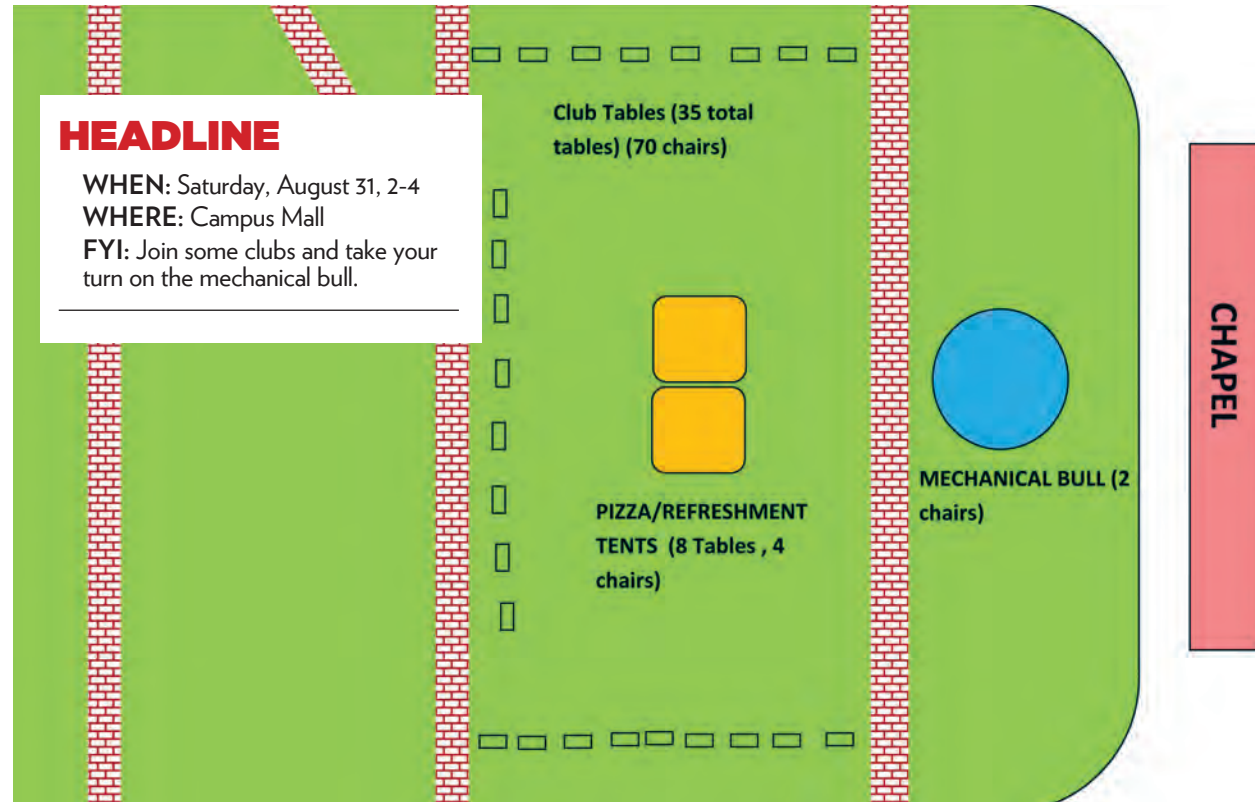 HEADLINE
WHEN: Saturday, August 31, 2-4
WHERE: Campus Mall
FYI: Join some clubs and take your
turn on the mechanical bull.
Club Tables (35 total
tables) (70 chairs)
PIZZA/REFRESHMENT
TENTS (8 Tables , 4
chairs)
MECHANICAL BULL (2
chairs)
CHAPEL